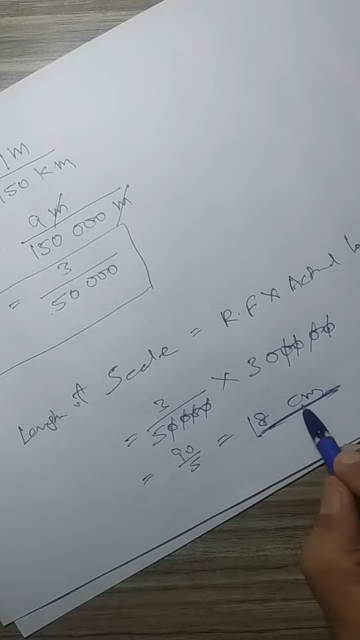 9 m
150 km
9 m
150 000 m
= 3
50 000
Length of Scale = R.F X Actual
= 3 X 300000
50000
= 90 = 18 cm
5